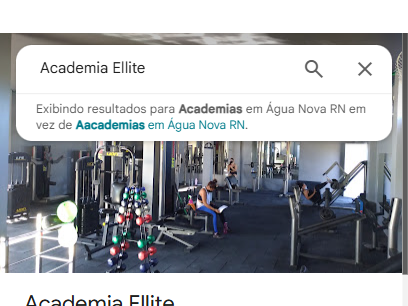 Academia Ellite
Exibindo resultados para Academias em Água Nova RN em
vez de Aacademias em Água Nova RN.
Academia Ellite